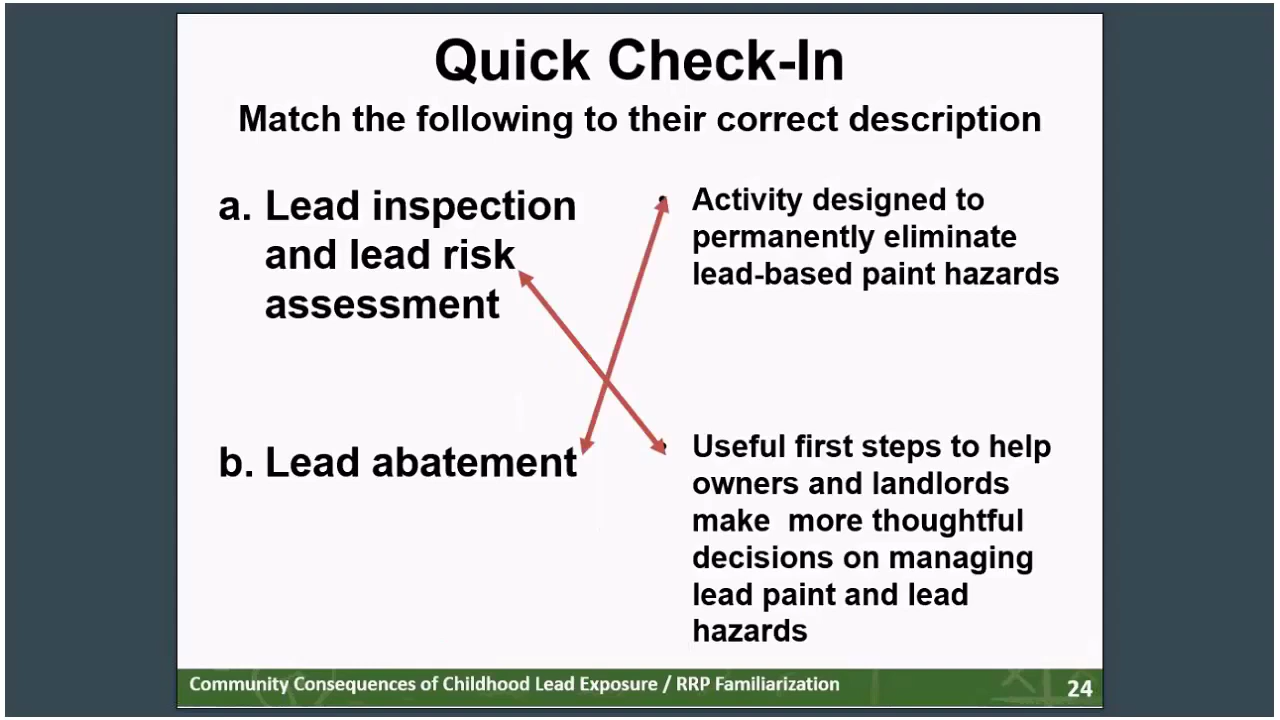 Quick Check-In
Match the following to their correct description
a. Lead inspection
and lead risk
assessment
b. Lead abatement
• Activity designed to
permanently eliminate
lead-based paint hazards
• Useful first steps to help
owners and landlords
make  more thoughtful
decisions on managing
lead paint and lead
hazards
Community Consequences of Childhood Lead Exposure / RRP Familiarization
24